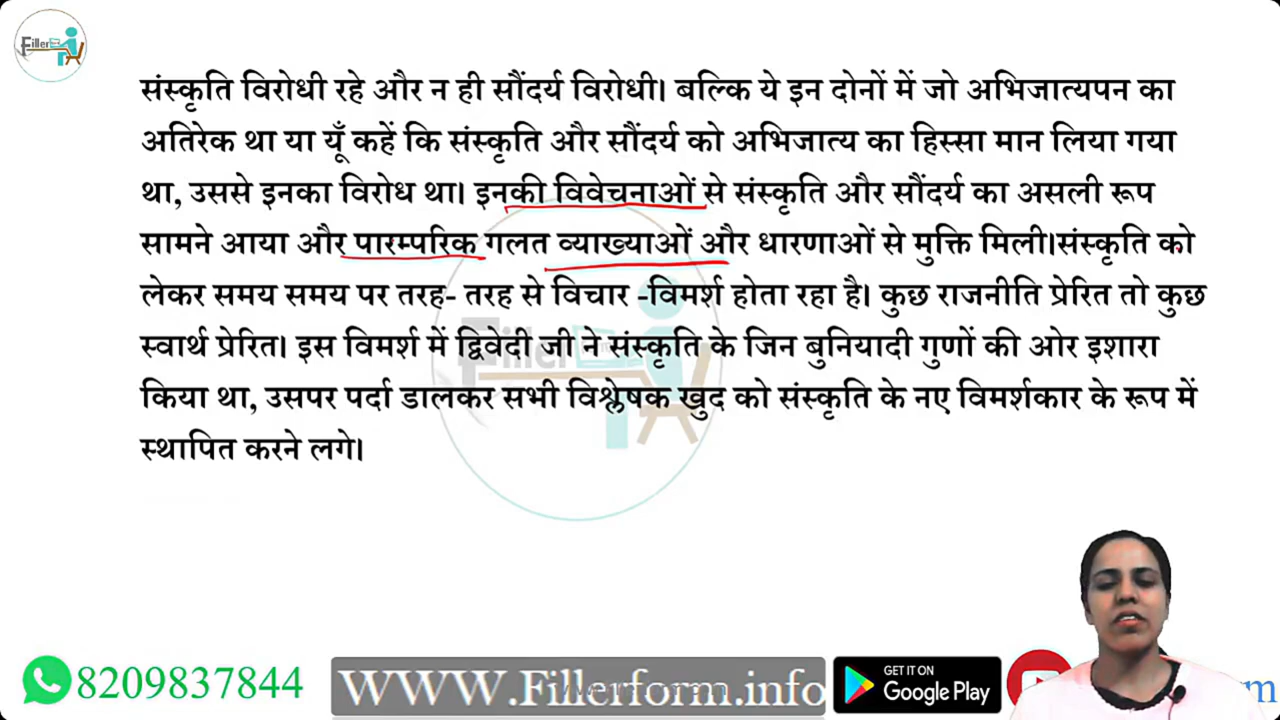 Filler
संस्कृति विरोधी रहे और न ही सौंदर्य विरोधी। बल्कि ये इन दोनों में जो अभिजात्यपन का
अतिरेक था या यूँ कहें कि संस्कृति और सौंदर्य को अभिजात्य का हिस्सा मान लिया गया
था, उससे इनका विरोध था। इनकी विवेचनाओं से संस्कृति और सौंदर्य का असली रूप
सामने आया और पारम्परिक गलत व्याख्याओं और धारणाओं से मुक्ति मिली।संस्कृति को
लेकर समय समय पर तरह- तरह से विचार -विमर्श होता रहा है। कुछ राजनीति प्रेरित तो कुछ
स्वार्थ प्रेरित। इस विमर्श में द्विवेदी जी ने संस्कृति के जिन बुनियादी गुणों की ओर इशारा
किया था, उसपर पर्दा डालकर सभी विश्लेषक खुद को संस्कृति के नए विमर्शकार के रूप में
स्थापित करने लगे।
8209837844
WWW.Fillerform.info
GET IT ON
Google Play